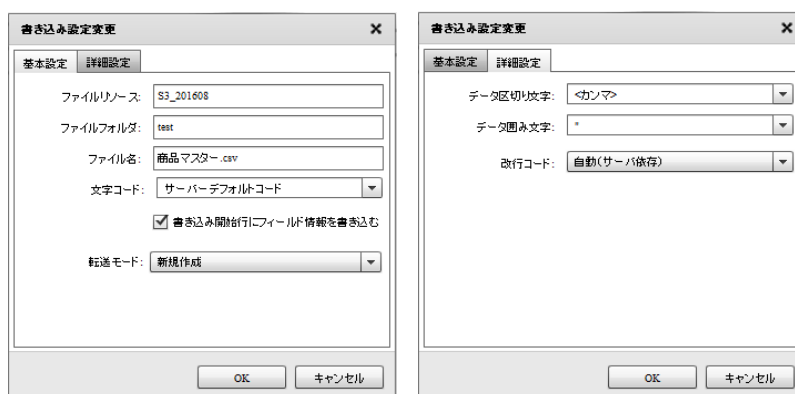 書き込み設定変更
基本設定 詳細設定
ファイルリソース: S3_201608
ファイルフォルダ: test
ファイル名: 商品マスター.csv
文字コード: サーバーデフォルトコード
書き込み開始行にフィールド情報を書き込む
転送モード: 新規作成
OK キャンセル
書き込み設定変更
基本設定 詳細設定
データ区切り文字: <カンマ>
データ囲み文字: "
改行コード: 自動(サーバ依存)
OK キャンセル